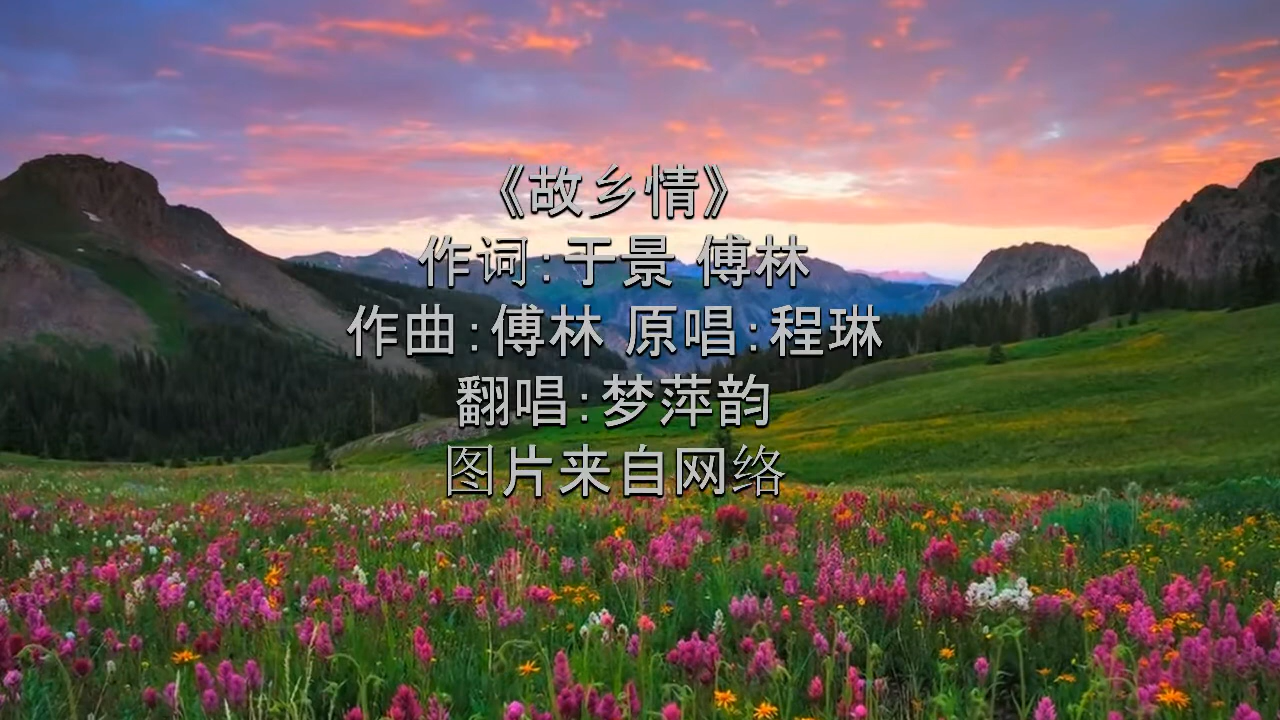 《故乡情》
作词:于景 傅林
作曲:傅林 原唱:程琳
翻唱:梦萍韵
图片来自网络